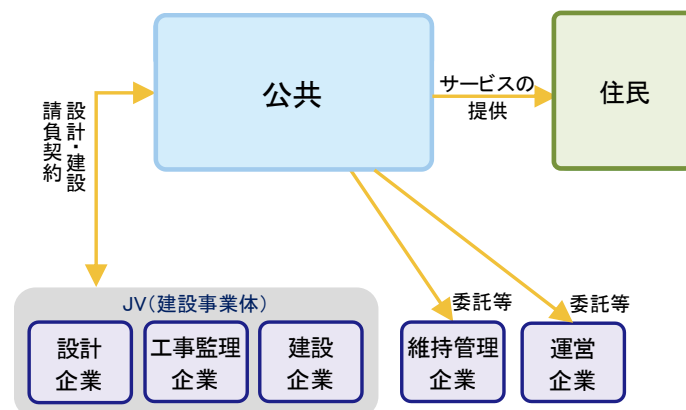 公共
サービスの
提供
住民
設計・建設
請負契約
JV(建設事業体)
設計
企業
工事監理
企業
建設
企業
委託等
維持管理
企業
委託等
運営
企業